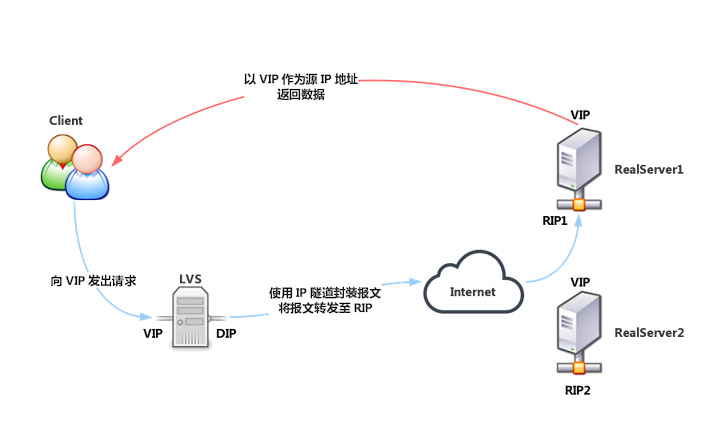 以 VIP 作为源 IP 地址
返回数据
Client
VIP
RealServer1
RIP1
向 VIP 发出请求
LVS
使用 IP 隧道封装报文
将报文转发至 RIP
Internet
VIP
VIP
DIP
RealServer2
RIP2